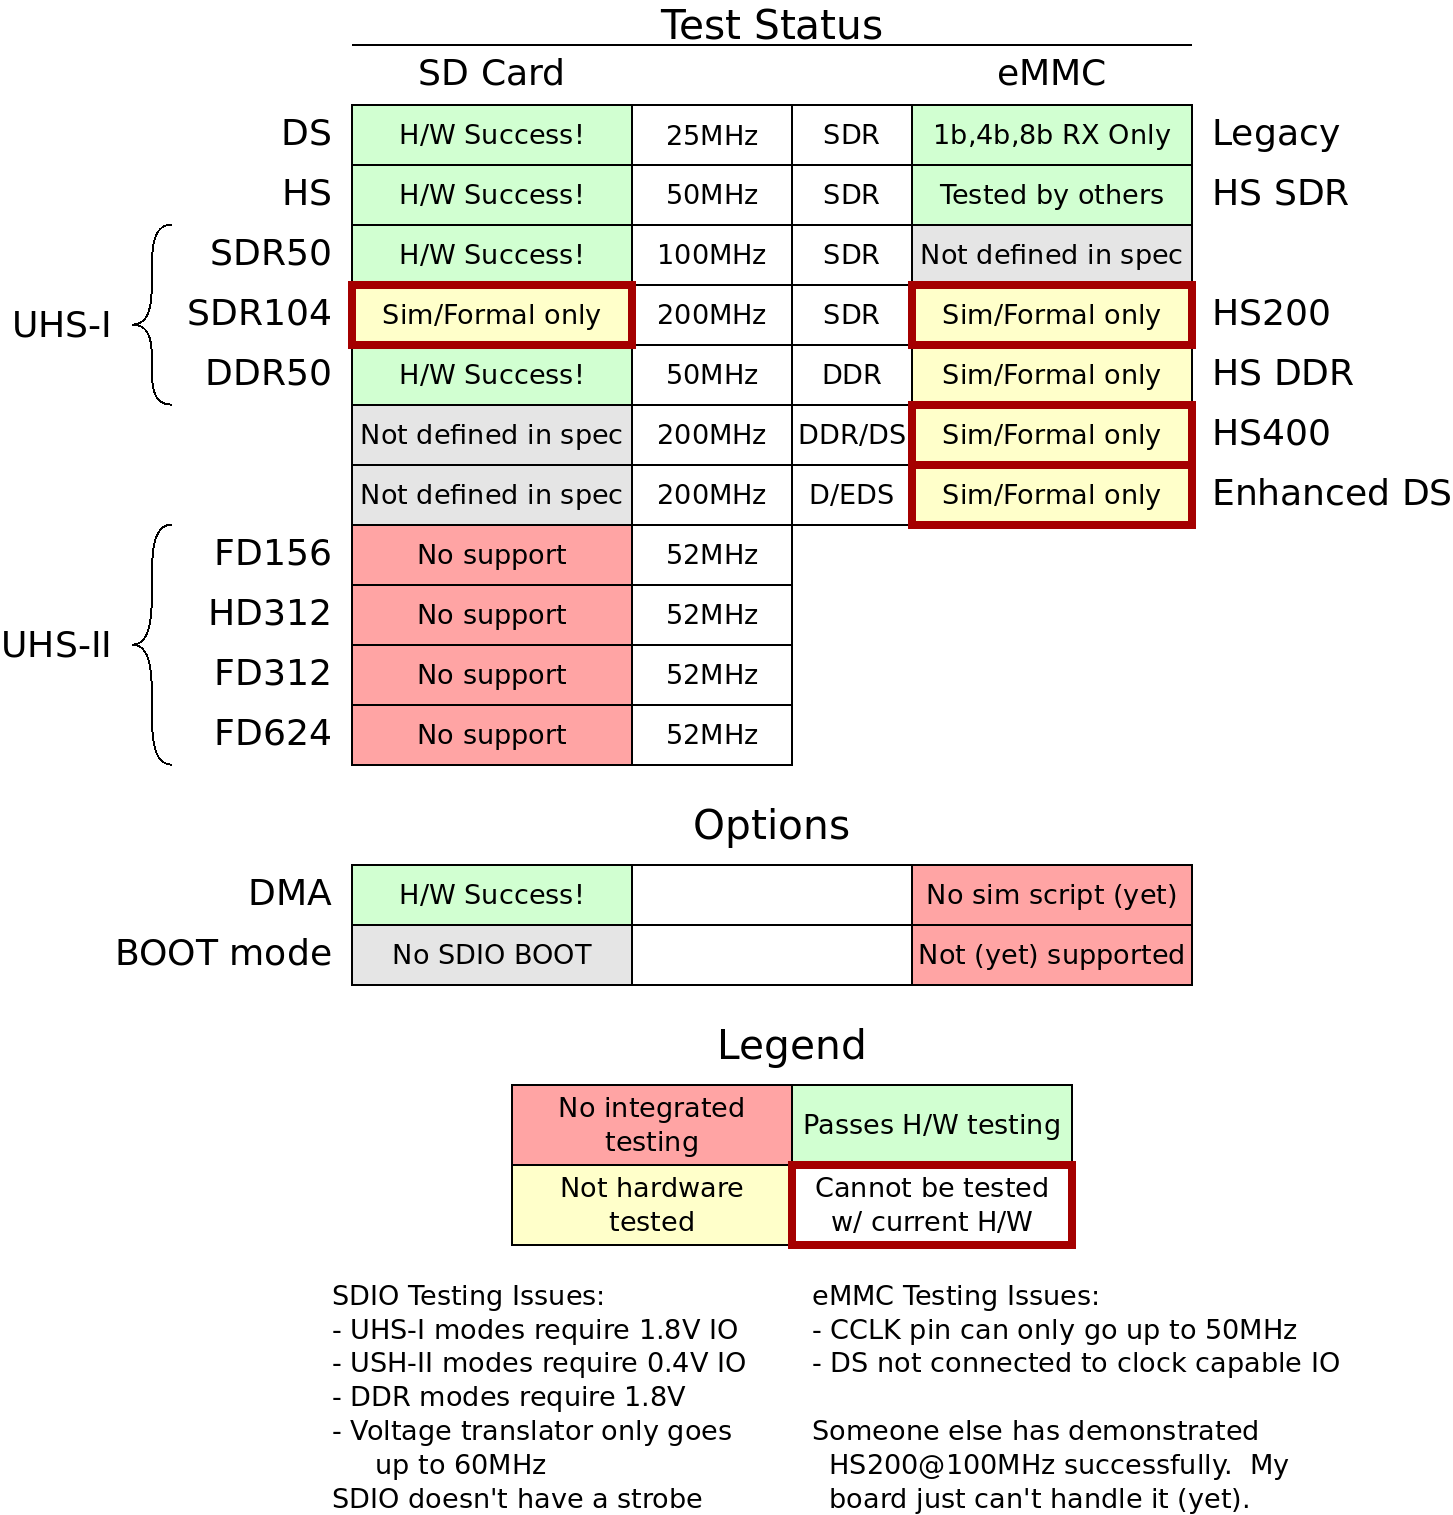 Test Status
SD Card eMMC
DS H/W Success! 25MHz SDR 1b,4b,8b RX Only Legacy
HS H/W Success! 50MHz SDR Tested by others HS SDR
SDR50 H/W Success! 100MHz SDR Not defined in spec
UHS-I SDR104 Sim/Formal only 200MHz SDR Sim/Formal only HS200
DDR50 H/W Success! 50MHz DDR Sim/Formal only HS DDR
Not defined in spec 200MHz DDR/DS Sim/Formal only HS400
Not defined in spec 200MHz D/EDS Sim/Formal only Enhanced DS
FD156 No support 52MHz
HD312 No support 52MHz
UHS-II
FD312 No support 52MHz
FD624 No support 52MHz
Options
DMA H/W Success! No sim script (yet)
BOOT mode No SDIO BOOT Not (yet) supported
Legend
No integrated
testing
Passes H/W testing
Not hardware
tested
Cannot be tested
w/ current H/W
SDIO Testing Issues:
- UHS-I modes require 1.8V IO
- USH-II modes require 0.4V IO
- DDR modes require 1.8V
- Voltage translator only goes
up to 60MHz
SDIO doesn't have a strobe
eMMC Testing Issues:
- CCLK pin can only go up to 50MHz
- DS not connected to clock capable IO
Someone else has demonstrated
HS200@100MHz successfully. My
board just can't handle it (yet).